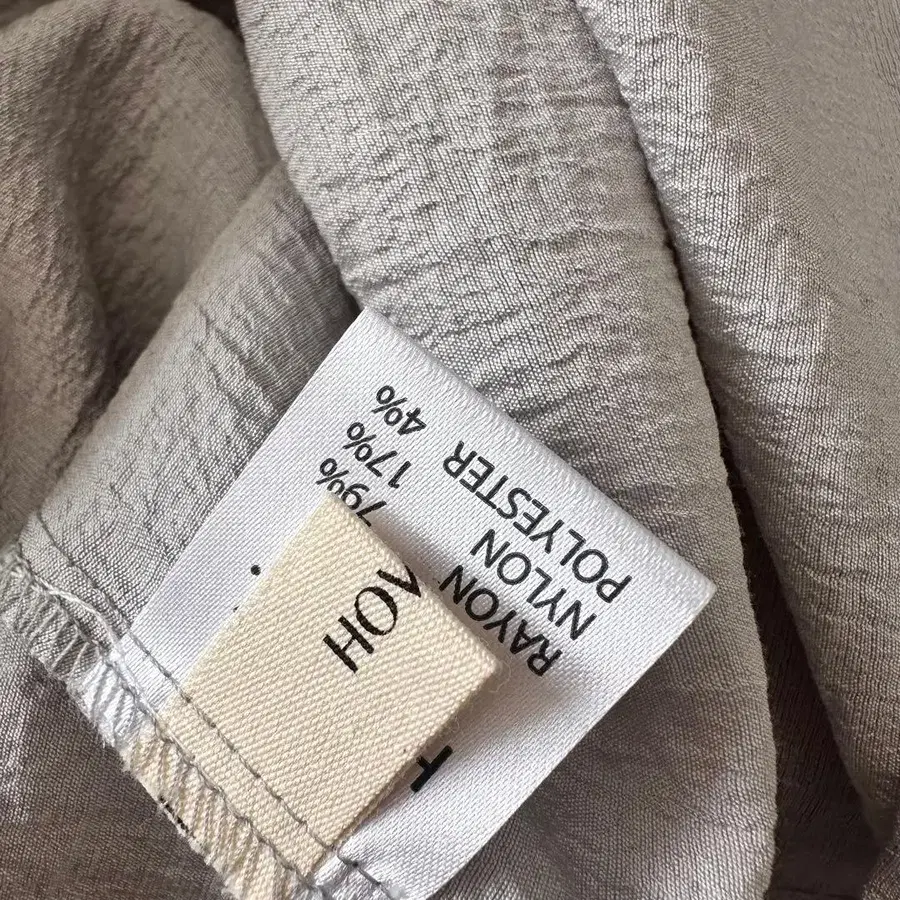 HOV
RAYON 79%
NYLON 17%
POLYESTER 4%